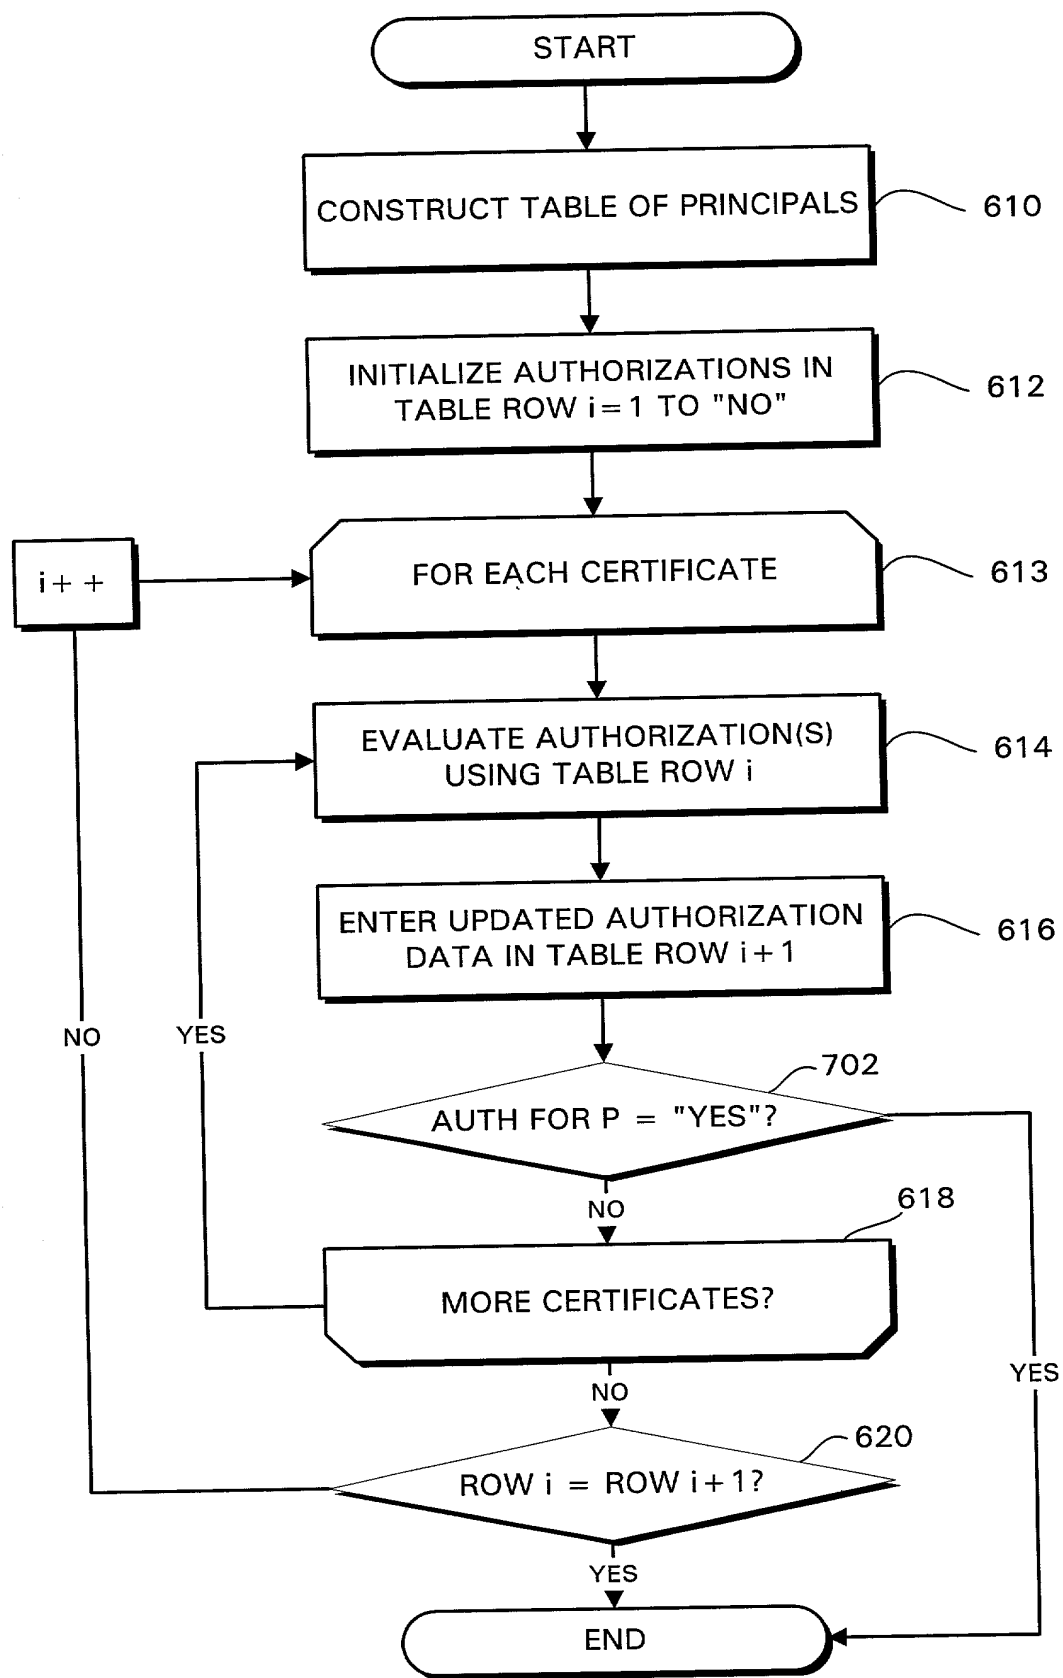 START
CONSTRUCT TABLE OF PRINCIPALS
610
INITIALIZE AUTHORIZATIONS IN
TABLE ROW i=1 TO "NO"
612
i++
FOR EACH CERTIFICATE
613
EVALUATE AUTHORIZATION(S)
USING TABLE ROW i
614
ENTER UPDATED AUTHORIZATION
DATA IN TABLE ROW i+1
616
NO
YES
702
AUTH FOR P = "YES"?
NO
618
MORE CERTIFICATES?
YES
NO
620
ROW i = ROW i+1?
YES
END